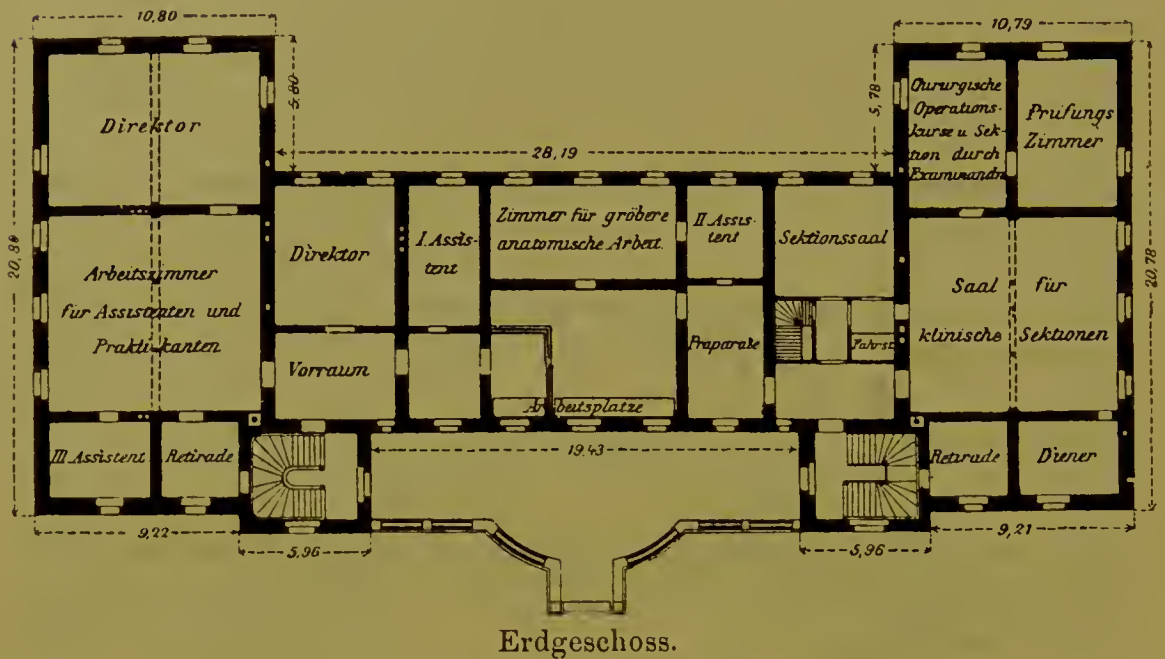 10,80
10,79
20,80
5,80
5,78
28,19
20,78
Direktor
Chirurgische
Operations-
kurse u. Sek-
tion durch
Examinandn
Prüfungs
Zimmer
Direktor
I. Assis-
tent
Zimmer für gröbere
anatomische Arbeit.
II Assis-
tent
Sektionssaal
Arbeitszimmer
für Assistenten und
Praktikanten
Saal für
klinische Sektionen
Vorraum
Präparate
Fahrst.
Arbeitsplätze
III Assistent
Retirade
Retirade
Diener
19,43
9,22
5,96
5,96
9,21
Erdgeschoss.